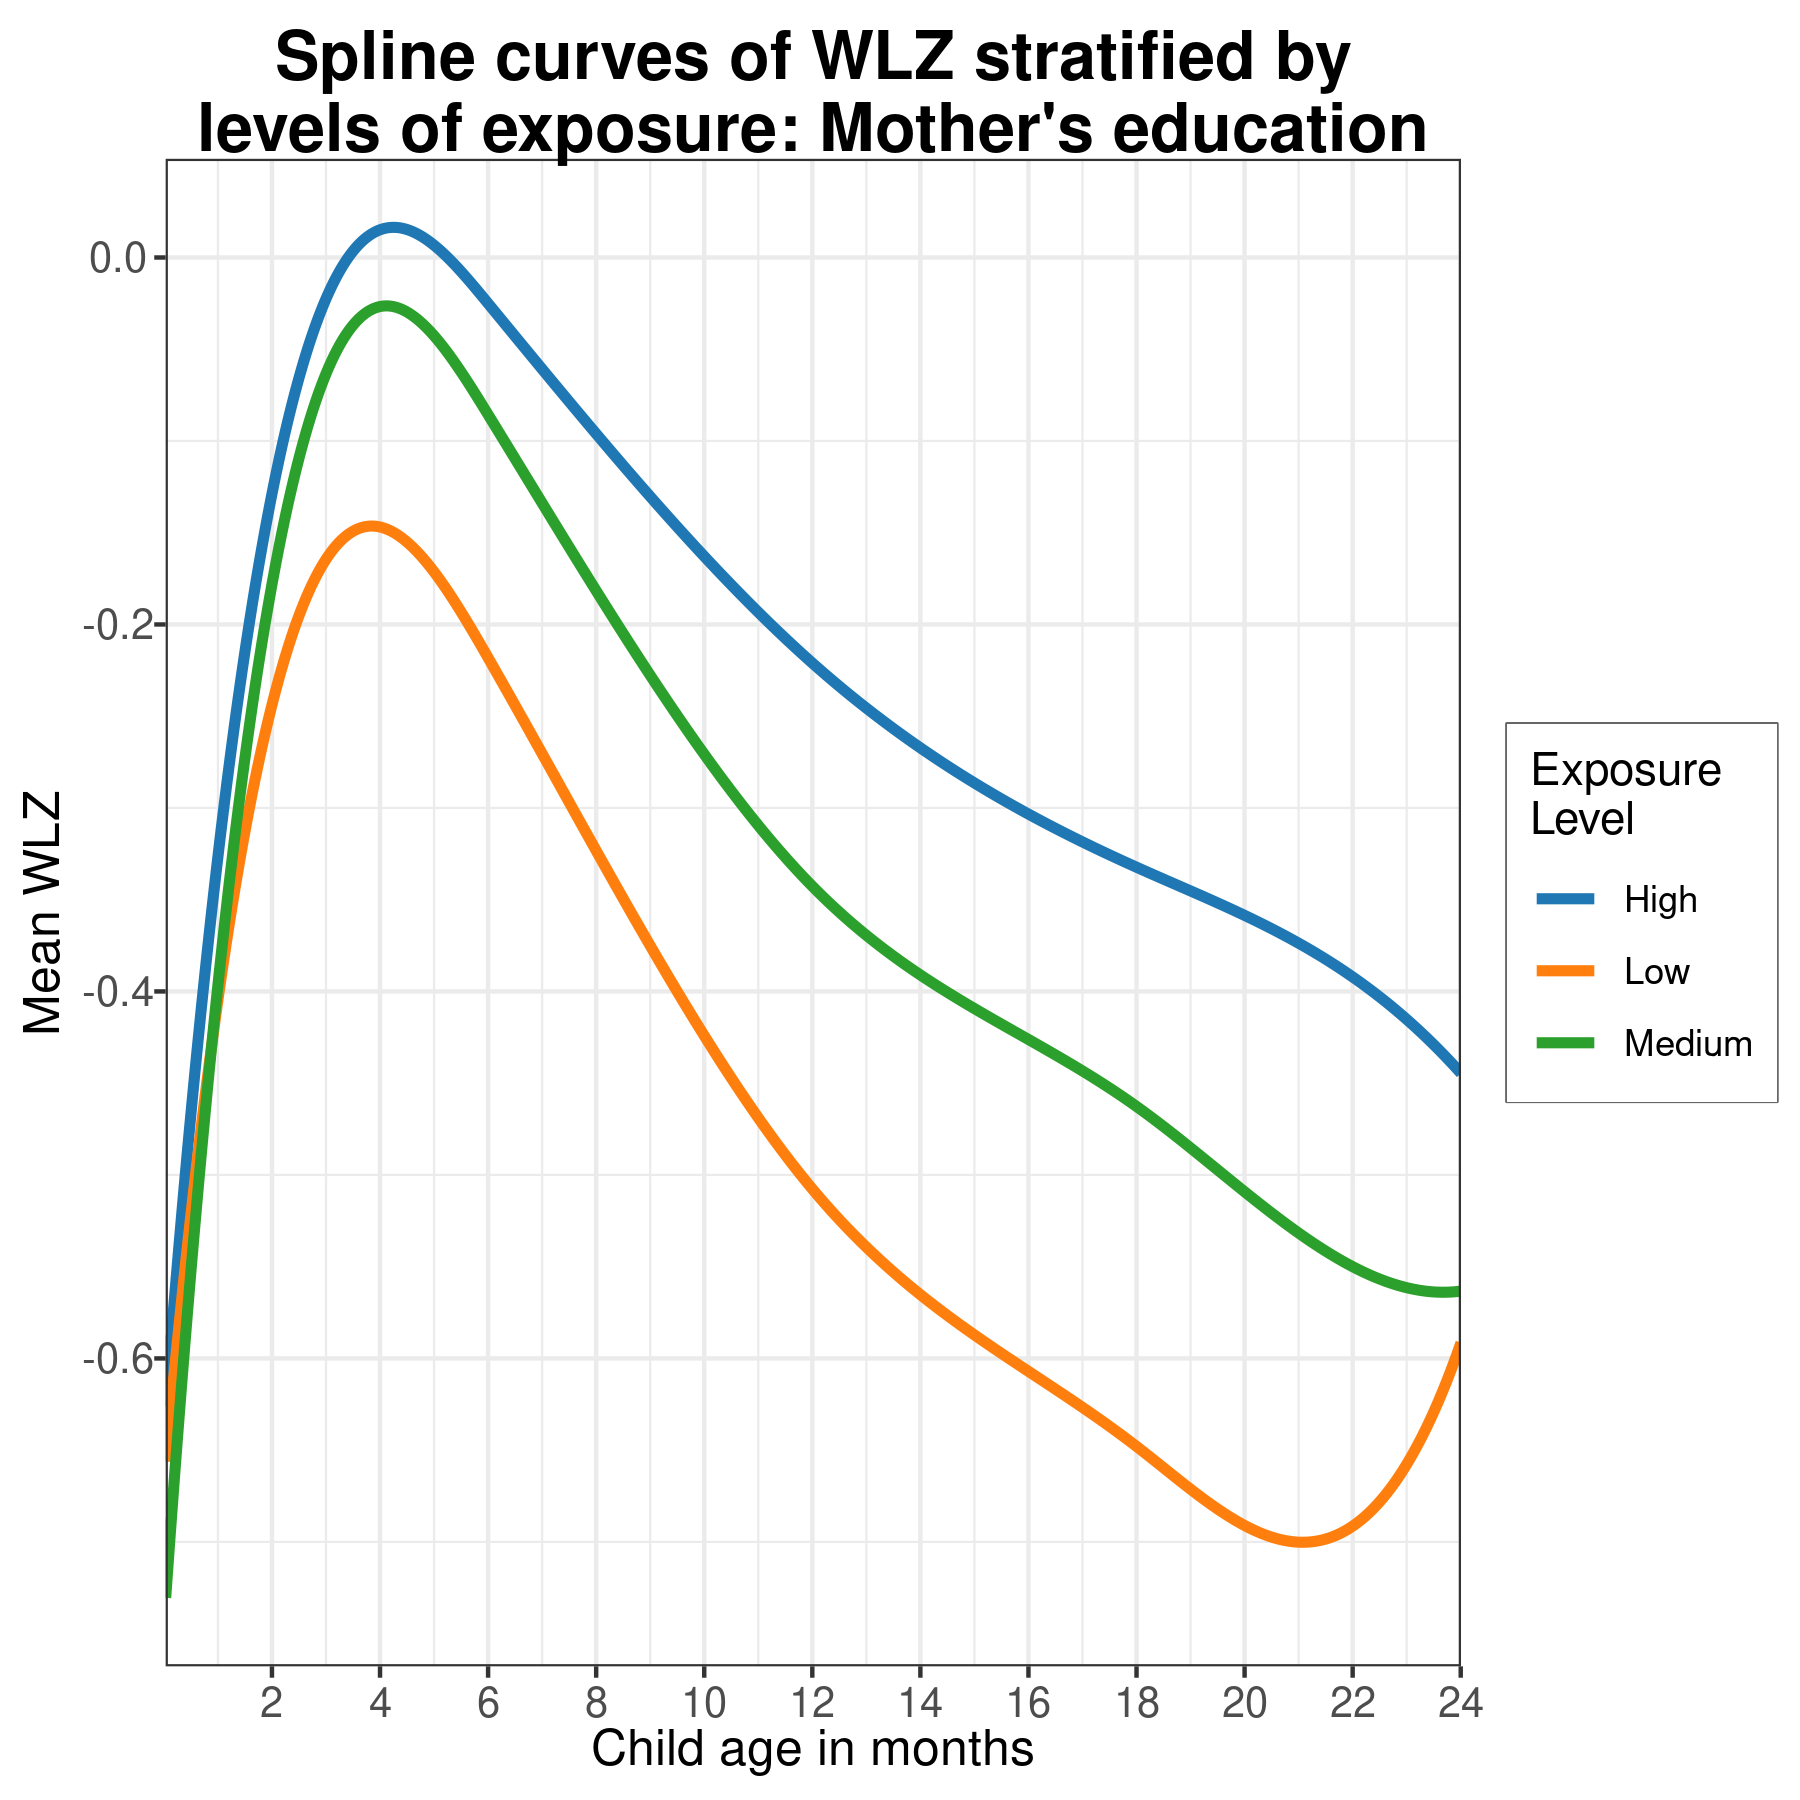 Spline curves of WLZ stratified by
levels of exposure: Mother's education
Mean WLZ
0.0
-0.2
-0.4
-0.6
2 4 6 8 10 12 14 16 18 20 22 24
Child age in months
Exposure
Level
High
Low
Medium